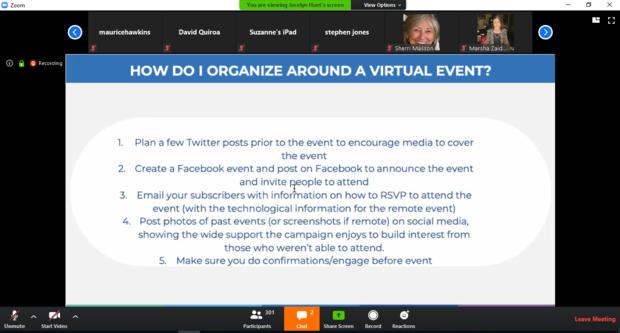 Zoom
You are viewing Jocelyn Hunt's screen
View Options
mauricehawkins
David Quiroa
Suzanne's iPad
stephen jones
Sherri Masson
Marsha Zaid...
Recording
HOW DO I ORGANIZE AROUND A VIRTUAL EVENT?
1. Plan a few Twitter posts prior to the event to encourage media to cover
the event
2. Create a Facebook event and post on Facebook to announce the event
and invite people to attend
3. Email your subscribers with information on how to RSVP to attend the
event (with the technological information for the remote event)
4. Post photos of past events (or screenshots if remote) on social media,
showing the wide support the campaign enjoys to build interest from
those who weren't able to attend.
5. Make sure you do confirmations/engage before event
Unmute
Start Video
301
Participants
2
Chat
Share Screen
Record
Reactions
Leave Meeting